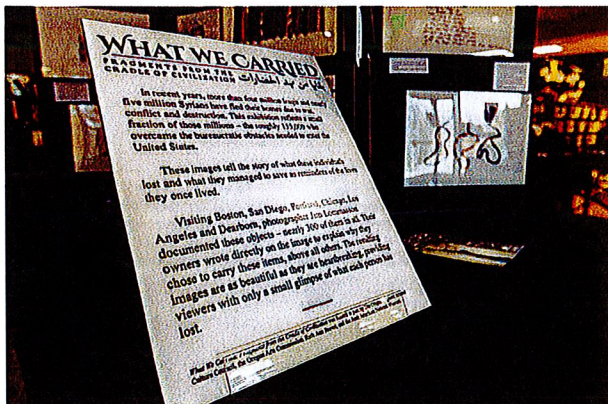 WHAT WE CARRIED
FRAGMENTS FROM THE
CRADLE OF CIVILIZATION
In recent years, more than four million Iraqis and nearly
five million Syrians have fled their homes due to war,
conflict and destruction. This exhibition reflects a small
fraction of those millions – the roughly who
overcame the bureaucratic obstacles needed to enter the
United States.
These images tell the story of what these individuals
lost and what they managed to save as reminders of the lives
they once lived.
Visiting Boston, San Diego, Portland, Chicago, Los
Angeles and Dearborn, photographer Jim Lommasson
documented these objects – nearly 300 of them in all. Their
owners wrote directly on the image to explain why they
chose to carry these items, above all others. The resulting
images are as beautiful as they are heartbreaking, providing
viewers with only a small glimpse of what each person has
lost.